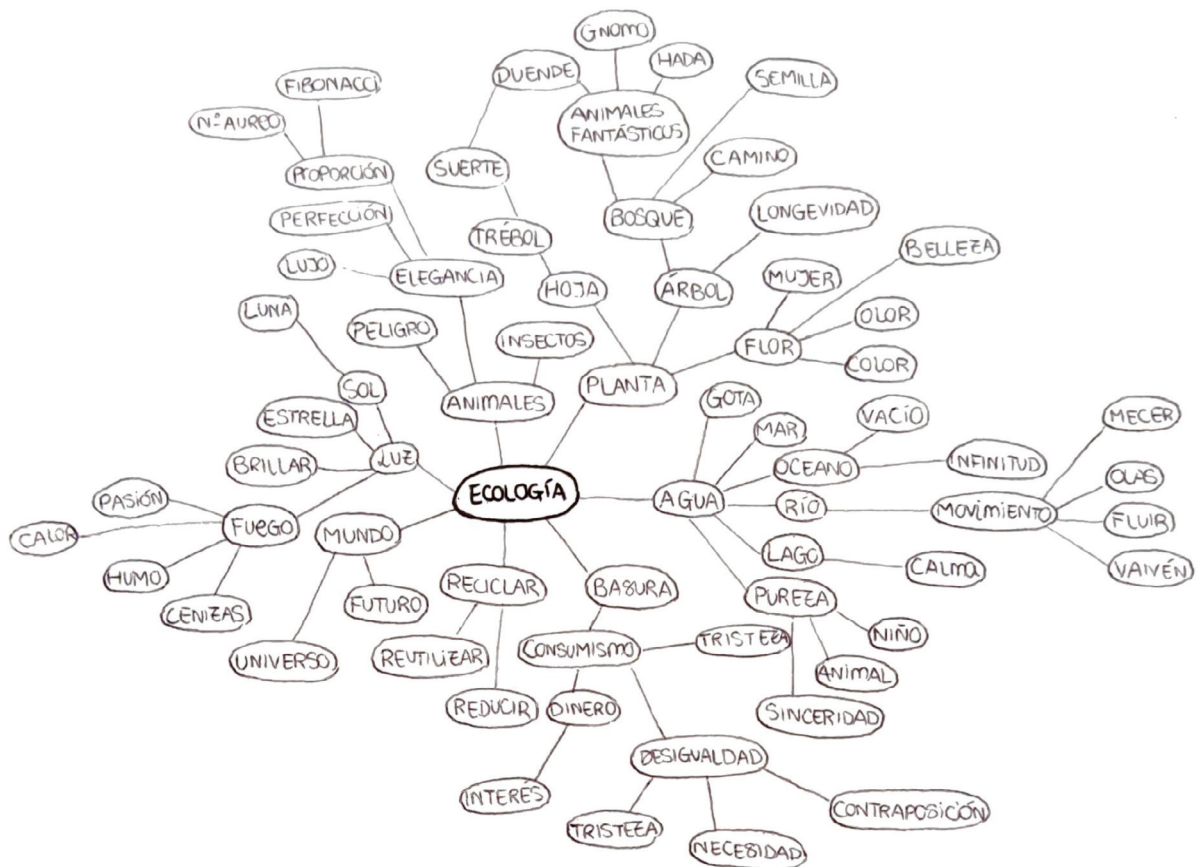 GNOMO
DUENDE
HADA
SEMILLA
FIBONACCI
ANIMALES
FANTÁSTICOS
Nº AUREO
CAMINO
PROPORCIÓN
SUERTE
PERFECCIÓN
BOSQUE
LONGEVIDAD
TRÉBOL
BELLEZA
LUJO
ELEGANCIA
MUJER
HOJA
ÁRBOL
LUNA
OLOR
PELIGRO
INSECTOS
FLOR
COLOR
SOL
ANIMALES
PLANTA
GOTA
ESTRELLA
VACÍO
MECER
MAR
LUZ
BRILLAR
OCEANO
INFINITUD
ECOLOGÍA
OLAS
PASIÓN
AGUA
RÍO
MOVIMIENTO
FUEGO
FLUIR
CALOR
MUNDO
LAGO
CALMA
VAIVÉN
HUMO
RECICLAR
BASURA
PUREZA
FUTURO
CENIZAS
NIÑO
TRISTEZA
CONSUMISMO
UNIVERSO
REUTILIZAR
ANIMAL
REDUCIR
DINERO
SINCERIDAD
DESIGUALDAD
INTERÉS
CONTRAPOSICIÓN
TRISTEZA
NECESIDAD